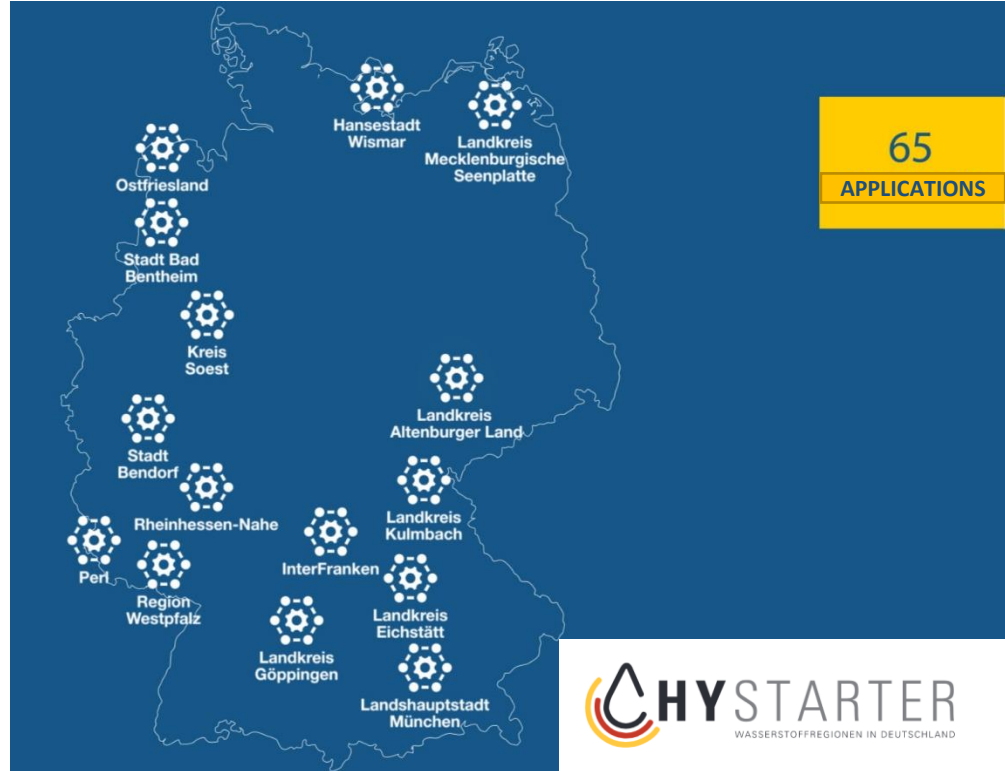 Hansestadt
Wismar
Landkreis
Mecklenburgische
Seenplatte
65
APPLICATIONS
Ostfriesland
Stadt Bad
Bentheim
Kreis
Soest
Landkreis
Altenburger Land
Stadt
Bendorf
Rheinhessen-Nahe
Landkreis
Kulmbach
Perl
Region
Westpfalz
InterFranken
Landkreis
Eichstätt
Landkreis
Göppingen
Landshauptstadt
München
HYSTARTER
WASSERSTOFFREGIONEN IN DEUTSCHLAND